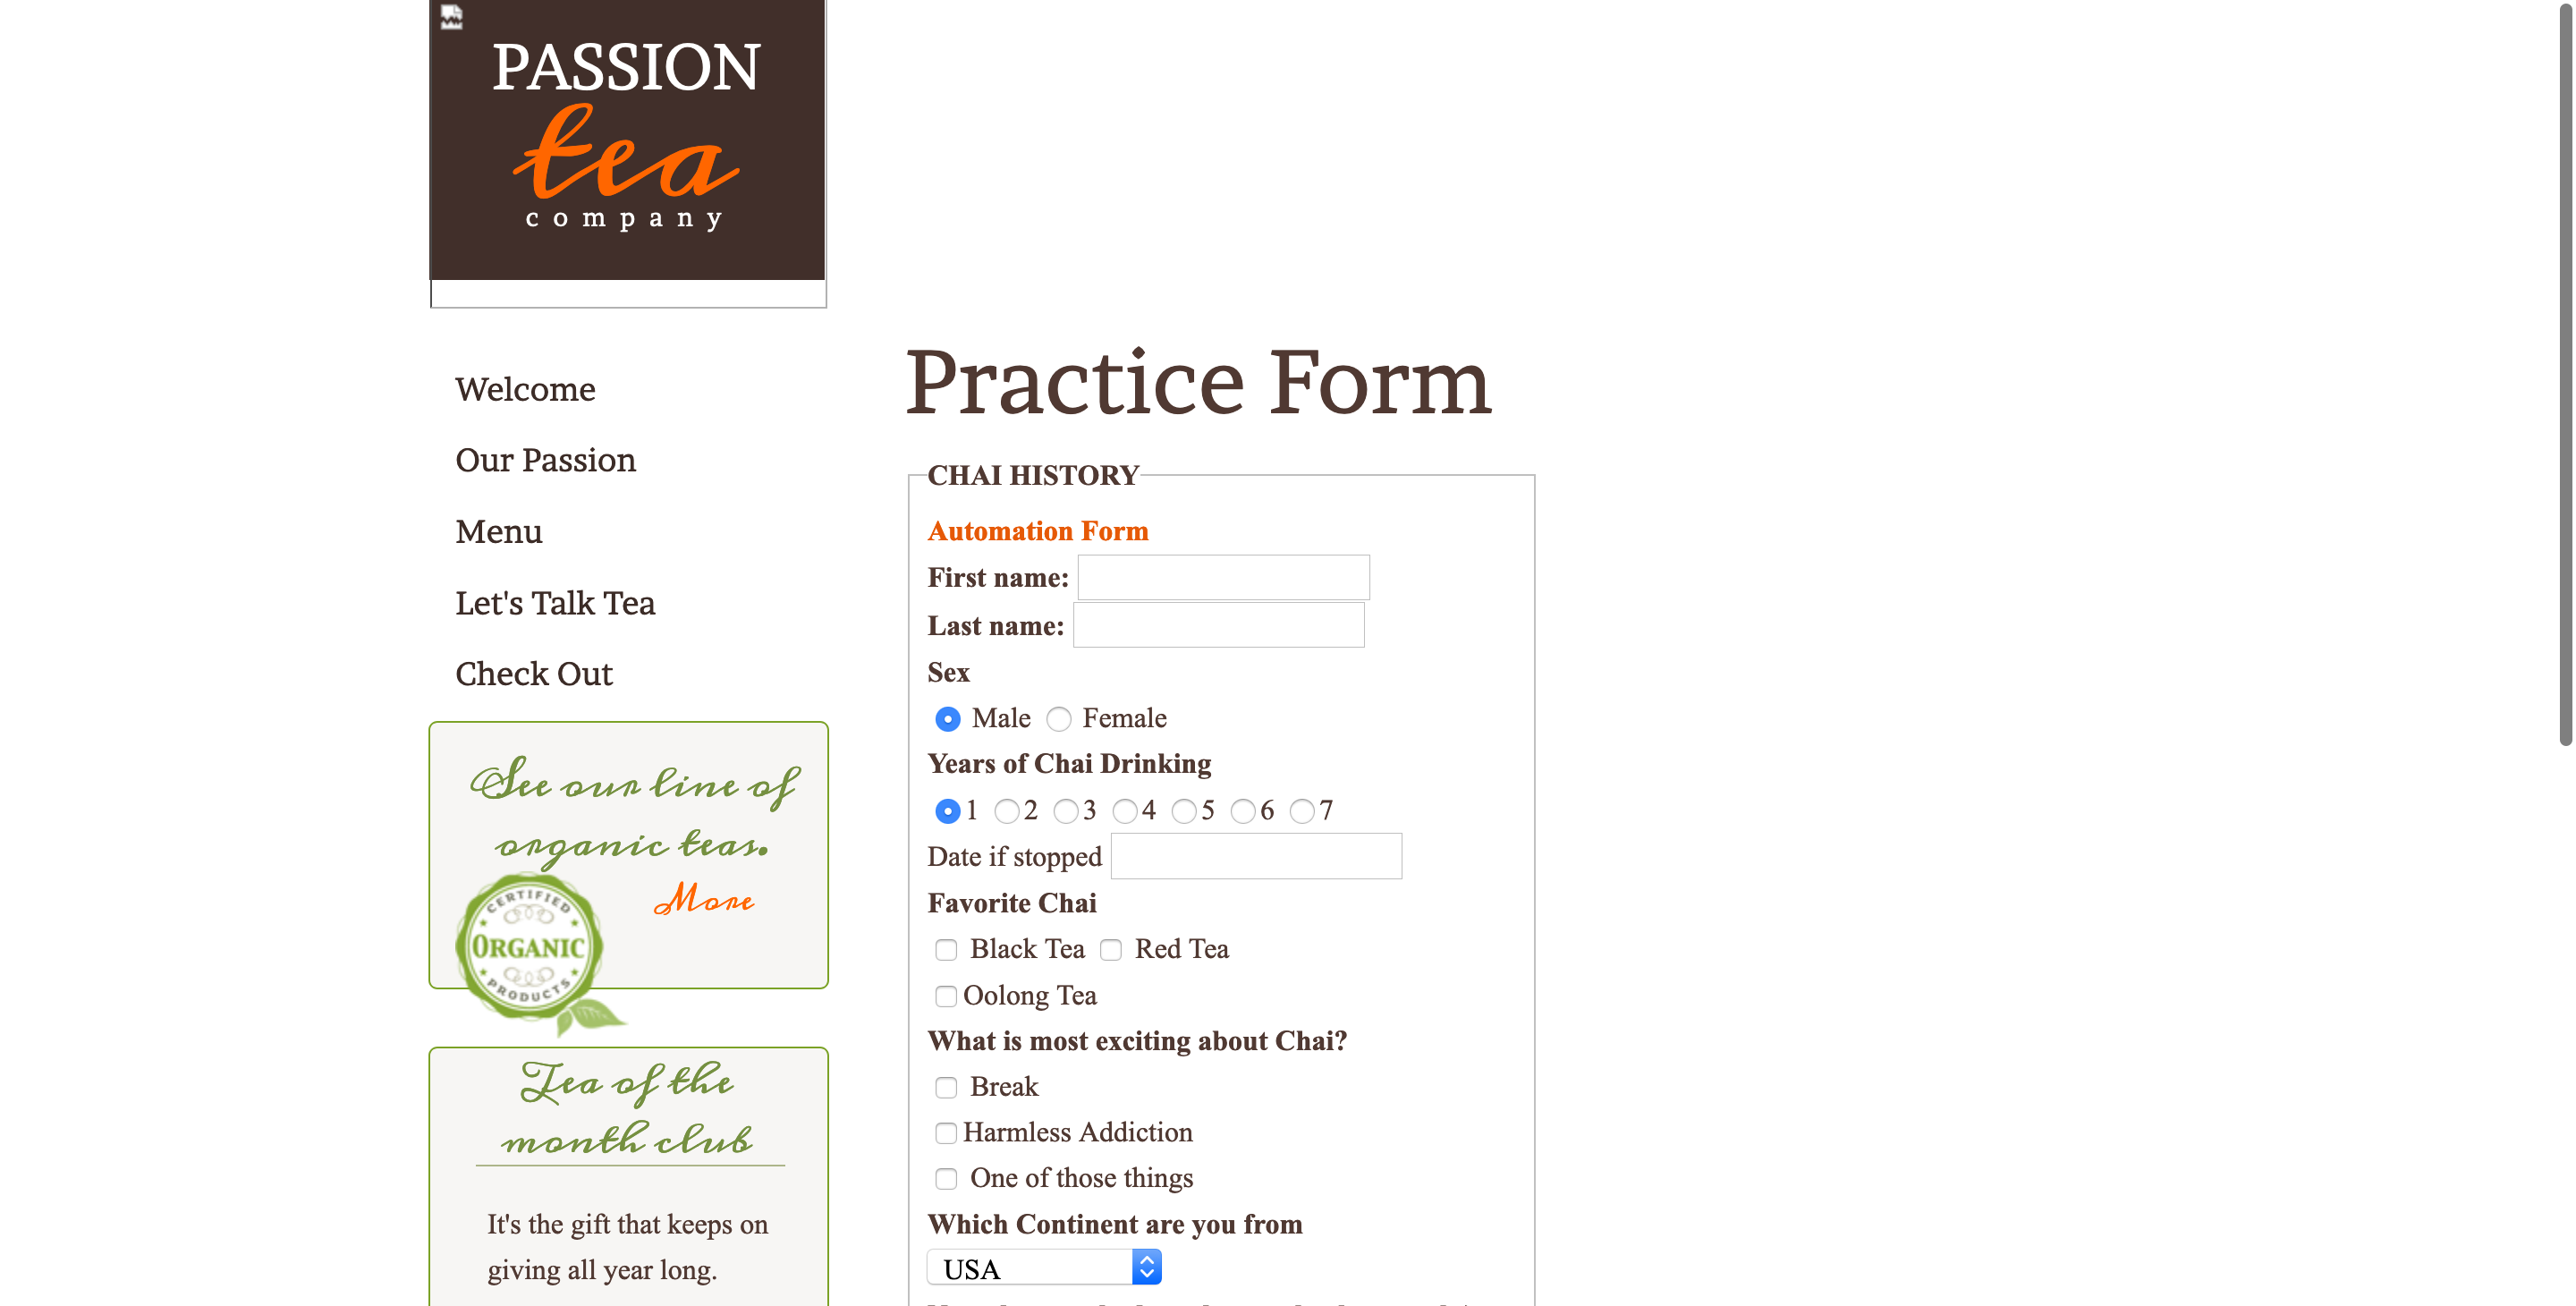 PASSION
tea
company
Welcome
Our Passion
Menu
Let's Talk Tea
Check Out
See our line of
organic teas.
More
CERTIFIED
ORGANIC
PRODUCTS
Tea of the
month club
It's the gift that keeps on
giving all year long.
Practice Form
CHAI HISTORY
Automation Form
First name:
Last name:
Sex
Male Female
Years of Chai Drinking
1 2 3 4 5 6 7
Date if stopped
Favorite Chai
Black Tea Red Tea
Oolong Tea
What is most exciting about Chai?
Break
Harmless Addiction
One of those things
Which Continent are you from
USA